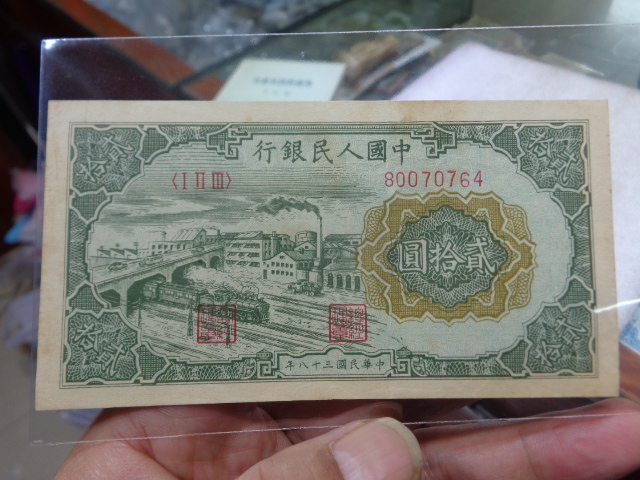 中國人民銀行
〈I II III〉
80070764
貳拾圓
中華民國三十八年